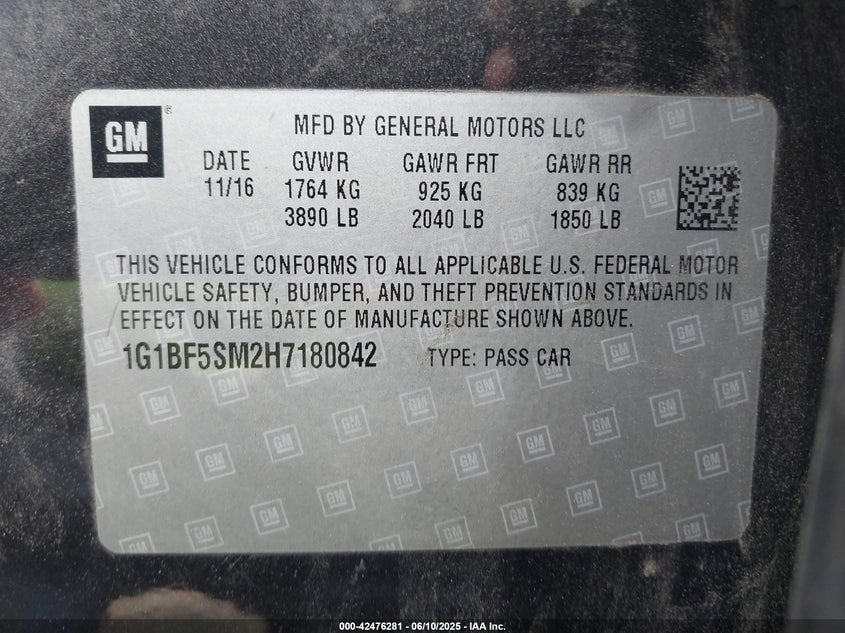 GM
MFD BY GENERAL MOTORS LLC
DATE GVWR GAWR FRT GAWR RR
11/16 1764 KG 925 KG 839 KG
3890 LB 2040 LB 1850 LB
THIS VEHICLE CONFORMS TO ALL APPLICABLE U.S. FEDERAL MOTOR
VEHICLE SAFETY, BUMPER, AND THEFT PREVENTION STANDARDS IN
EFFECT ON THE DATE OF MANUFACTURE SHOWN ABOVE.
1G1BF5SM2H7180842 TYPE: PASS CAR
000-42476281 - 06/10/2025 - IAA Inc.